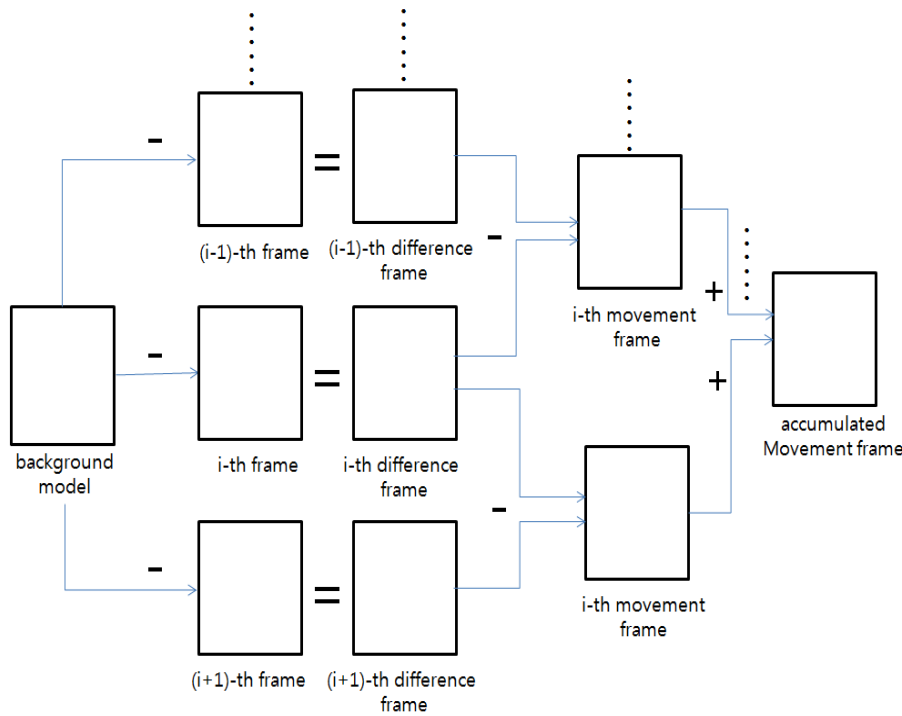 -
=
(i-1)-th frame
(i-1)-th difference
frame
-
i-th movement
frame
+
-
=
background
model
i-th frame
i-th difference
frame
+
accumulated
Movement frame
-
-
=
i-th movement
frame
(i+1)-th frame
(i+1)-th difference
frame